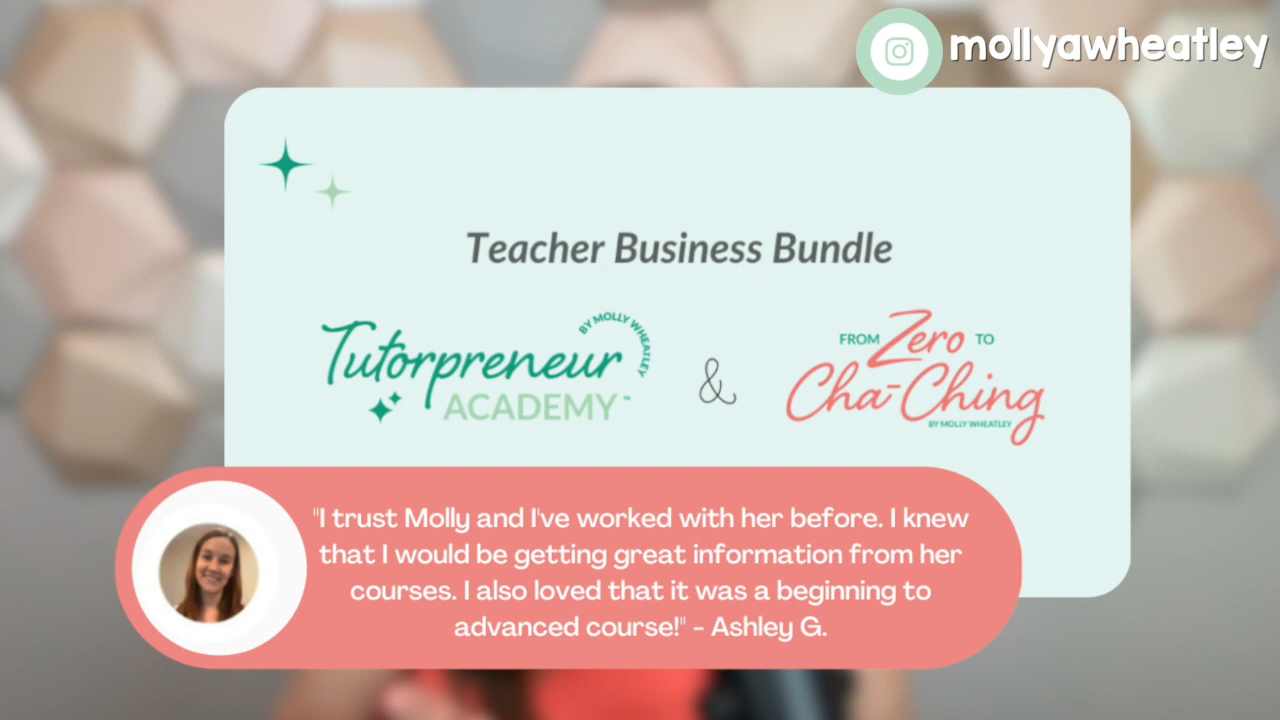 mollyawheatley
Teacher Business Bundle
Tutorpreneur
BY MOLLY WHEATLEY
ACADEMY™
&
FROM Zero TO
Cha-Ching
BY MOLLY WHEATLEY
"I trust Molly and I've worked with her before. I knew
that I would be getting great information from her
courses. I also loved that it was a beginning to
advanced course!" - Ashley G.